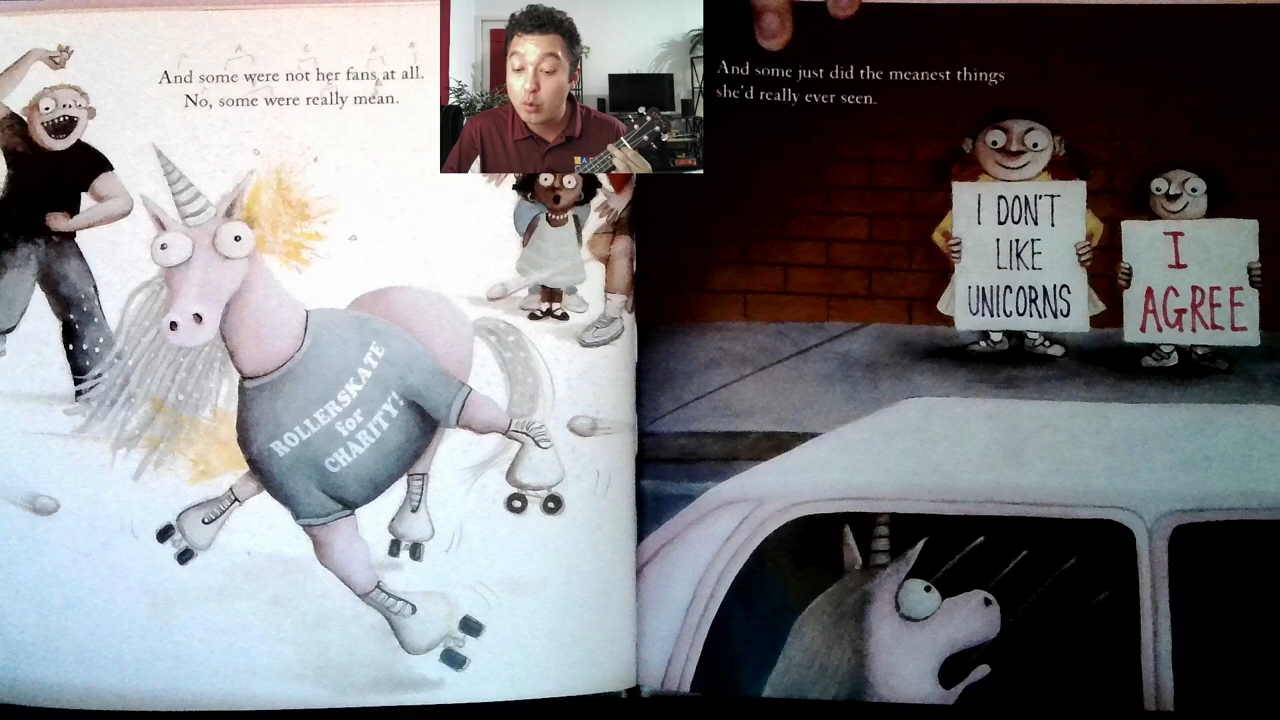 And some were not her fans at all.
No, some were really mean.
ROLLERSKATE
for
CHARITY!
And some just did the meanest things
she'd really ever seen.
I DON'T
LIKE
UNICORNS
I
AGREE